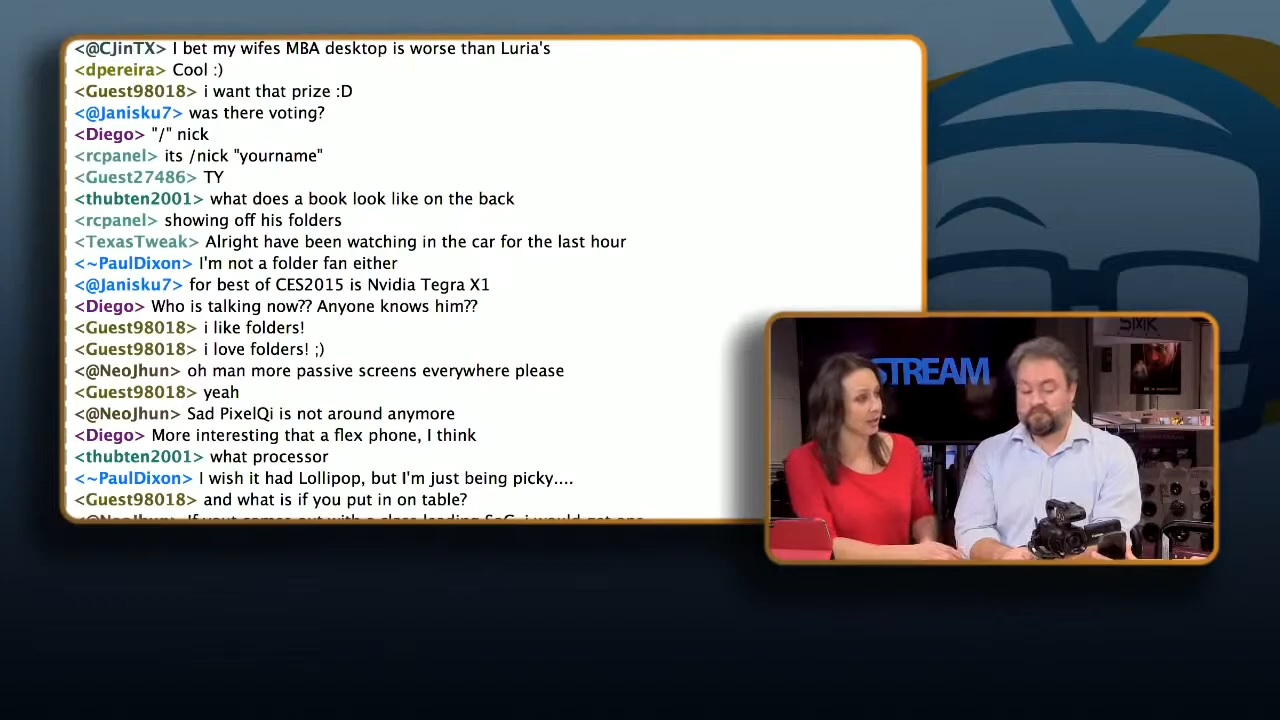 <@CJinTX> I bet my wifes MBA desktop is worse than Luria's
<dpereira> Cool :)
<Guest98018> i want that prize :D
<@Janisku7> was there voting?
<Diego> "/" nick
<rcpanel> its /nick "yourname"
<Guest27486> TY
<thubten2001> what does a book look like on the back
<rcpanel> showing off his folders
<TexasTweak> Alright have been watching in the car for the last hour
<~PaulDixon> I'm not a folder fan either
<@Janisku7> for best of CES2015 is Nvidia Tegra X1
<Diego> Who is talking now?? Anyone knows him??
<Guest98018> i like folders!
<Guest98018> i love folders! ;)
<@NeoJhun> oh man more passive screens everywhere please
<Guest98018> yeah
<@NeoJhun> Sad PixelQi is not around anymore
<Diego> More interesting that a flex phone, I think
<thubten2001> what processor
<~PaulDixon> I wish it had Lollipop, but I'm just being picky....
<Guest98018> and what is if you put in on table?
STREAM